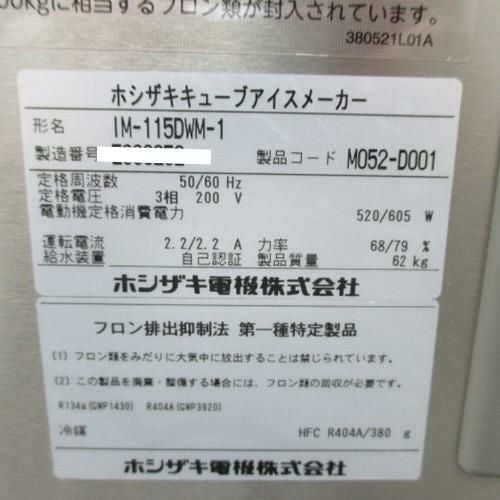 0kgに相当するフロン類が封入されています。
380521L01A
ホシザキキューブアイスメーカー
形名 IM-115DWM-1
製造番号 製品コード M052-D001
定格周波数 50/60 Hz
定格電圧 3相 200 V
電動機定格消費電力 520/605 W
運転電流 2.2/2.2 A 力率 68/79 %
給水装置 自己認証 製品質量 62 kg
ホシザキ電機株式会社
フロン排出抑制法 第一種特定製品
(1) フロン類をみだりに大気中に放出することは禁じられています。
(2) この製品を廃棄・整備する場合には、フロン類の回収が必要です。
R134a(GWP1430) R404A(GWP3920)
冷媒 HFC R404A/380 g
ホシザキ電機株式会社